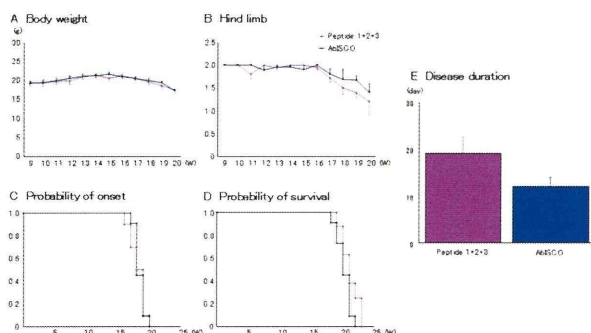 A Body weight
(g)
30
25
20
15
10
5
0
9 10 11 12 13 14 15 16 17 18 19 20 (W)
B Hind limb
Peptide 1+2+3
AbISCO
2.5
2.0
1.5
1.0
0.5
0
9 10 11 12 13 14 15 16 17 18 19 20 (W)
C Probability of onset
1.0
0.8
0.6
0.4
0.2
0
5 10 15 20 25 (W)
D Probability of survival
1.0
0.8
0.6
0.4
0.2
0
5 10 15 20 25 (W)
E Disease duration
(day)
30
20
10
0
Peptide 1+2+3 AbISCO